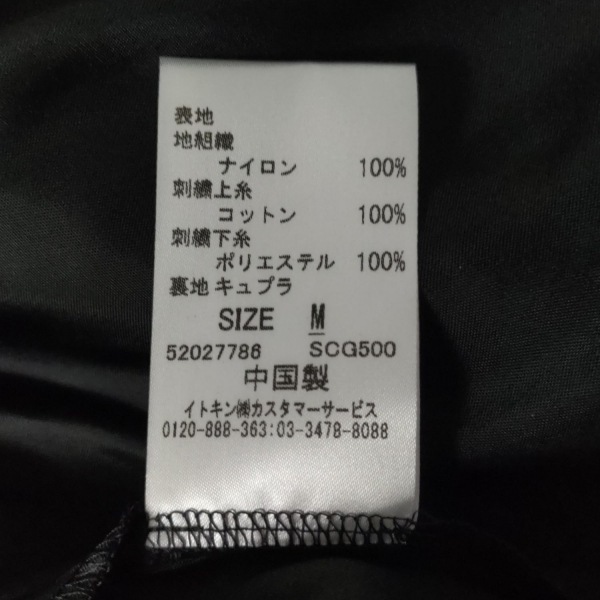 表地
地組織
ナイロン 100%
刺繍上糸
コットン 100%
刺繍下糸
ポリエステル 100%
裏地 キュプラ
SIZE M
52027786 SCG500
中国製
イトキン㈱カスタマーサービス
0120-888-363:03-3478-8088